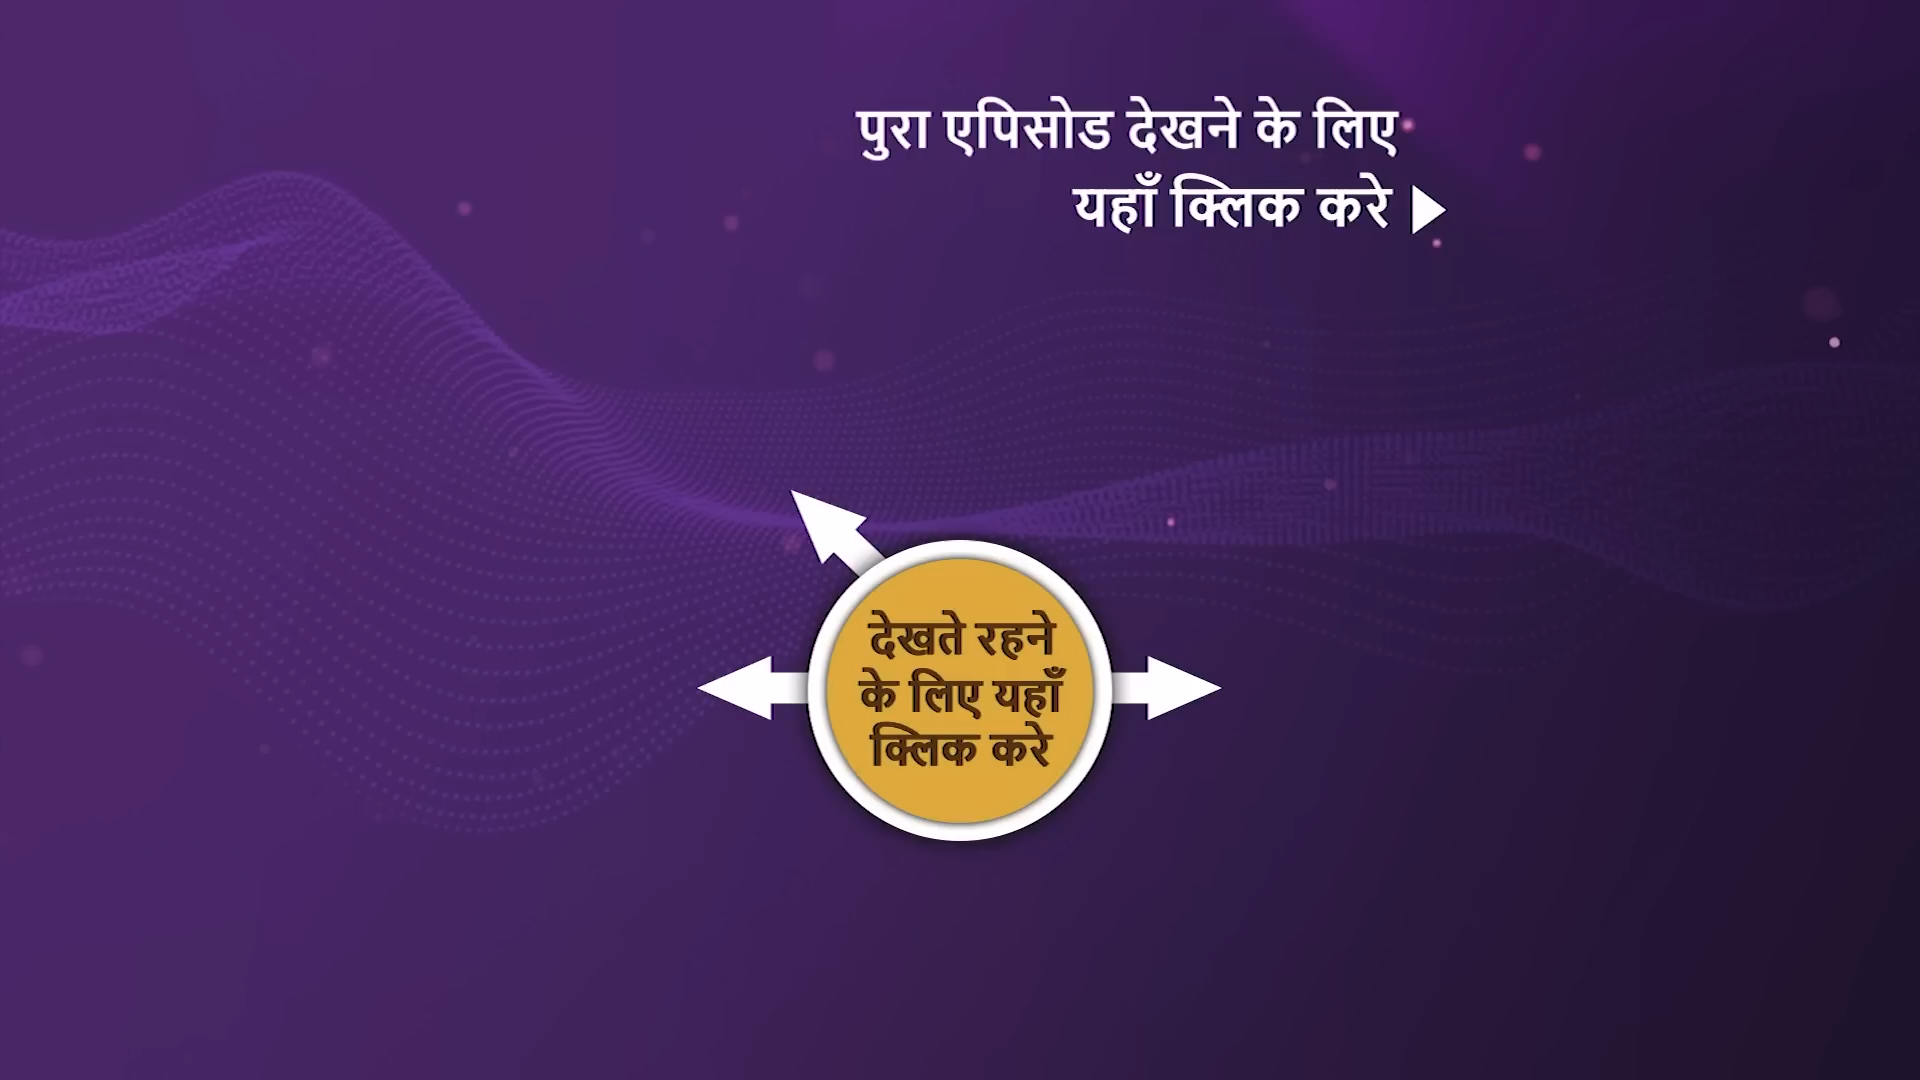 पुरा एपिसोड देखने के लिए
यहाँ क्लिक करे
देखते रहने
के लिए यहाँ
क्लिक करे